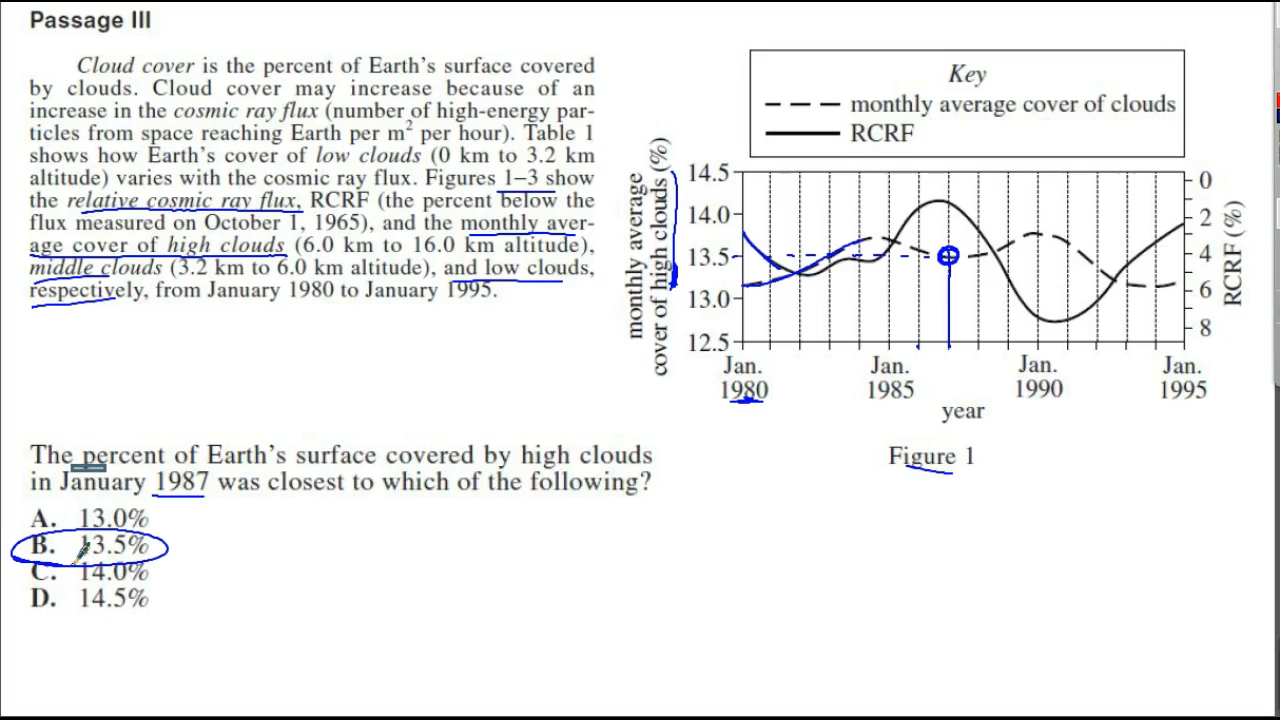 Passage III
Cloud cover is the percent of Earth's surface covered
by clouds. Cloud cover may increase because of an
increase in the cosmic ray flux (number of high-energy par-
ticles from space reaching Earth per m² per hour). Table 1
shows how Earth's cover of low clouds (0 km to 3.2 km
altitude) varies with the cosmic ray flux. Figures 1–3 show
the relative cosmic ray flux, RCRF (the percent below the
flux measured on October 1, 1965), and the monthly aver-
age cover of high clouds (6.0 km to 16.0 km altitude),
middle clouds (3.2 km to 6.0 km altitude), and low clouds,
respectively, from January 1980 to January 1995.
Key
monthly average cover of clouds
RCRF
monthly average
cover of high clouds (%)
14.5
14.0
13.5
13.0
12.5
0
2
4
6
8
RCRF (%)
Jan. Jan. Jan. Jan.
1980 1985 1990 1995
year
Figure 1
The percent of Earth's surface covered by high clouds
in January 1987 was closest to which of the following?
A. 13.0%
B. 13.5%
C. 14.0%
D. 14.5%